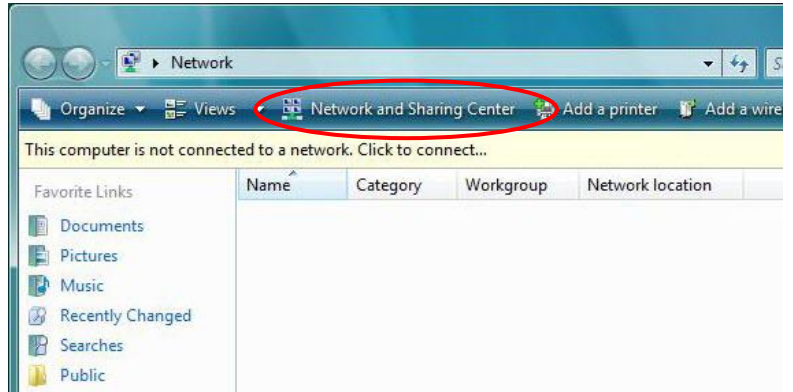 Network
Organize Views Network and Sharing Center Add a printer Add a wire
This computer is not connected to a network. Click to connect...
Favorite Links
Name Category Workgroup Network location
Documents
Pictures
Music
Recently Changed
Searches
Public